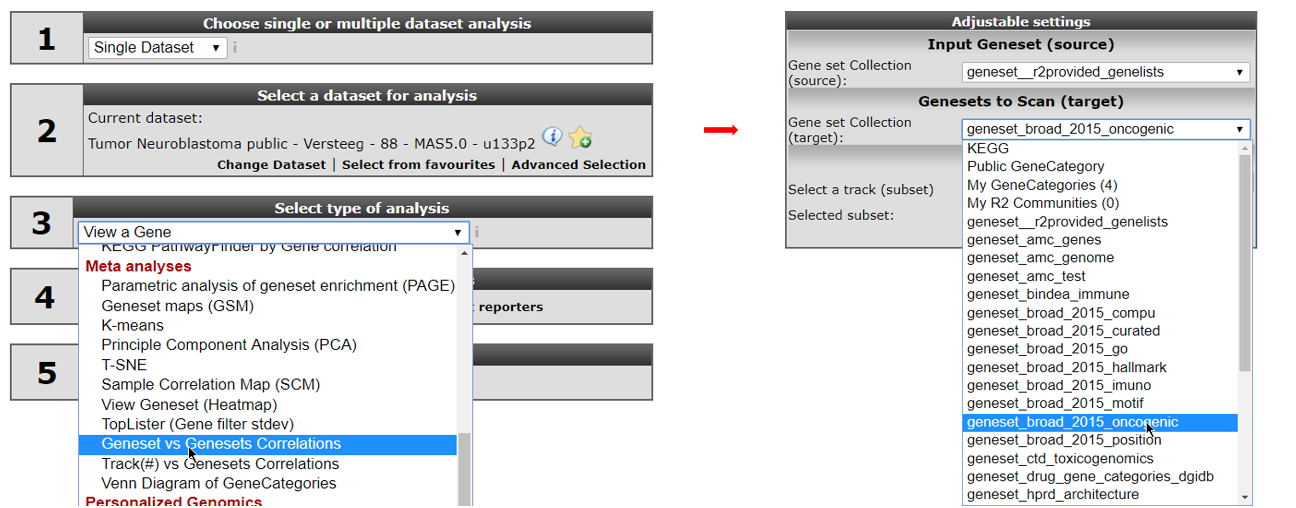 1
Choose single or multiple dataset analysis
Single Dataset
i
2
Select a dataset for analysis
Current dataset:
Tumor Neuroblastoma public - Versteeg - 88 - MAS5.0 - u133p2
Change Dataset | Select from favourites | Advanced Selection
3
Select type of analysis
View a Gene
i
KEGG PathwayFinder by Gene correlation
Meta analyses
Parametric analysis of geneset enrichment (PAGE)
Geneset maps (GSM)
K-means
Principle Component Analysis (PCA)
T-SNE
Sample Correlation Map (SCM)
View Geneset (Heatmap)
TopLister (Gene filter stdev)
Geneset vs Genesets Correlations
Track(#) vs Genesets Correlations
Venn Diagram of GeneCategories
Personalized Genomics
4
reporters
5
Adjustable settings
Input Geneset (source)
Gene set Collection
(source):
geneset__r2provided_genelists
Genesets to Scan (target)
Gene set Collection
(target):
geneset_broad_2015_oncogenic
Select a track (subset)
Selected subset:
KEGG
Public GeneCategory
My GeneCategories (4)
My R2 Communities (0)
geneset__r2provided_genelists
geneset_amc_genes
geneset_amc_genome
geneset_amc_test
geneset_bindea_immune
geneset_broad_2015_compu
geneset_broad_2015_curated
geneset_broad_2015_go
geneset_broad_2015_hallmark
geneset_broad_2015_imuno
geneset_broad_2015_motif
geneset_broad_2015_oncogenic
geneset_broad_2015_position
geneset_ctd_toxicogenomics
geneset_drug_gene_categories_dgidb
geneset_hprd_architecture